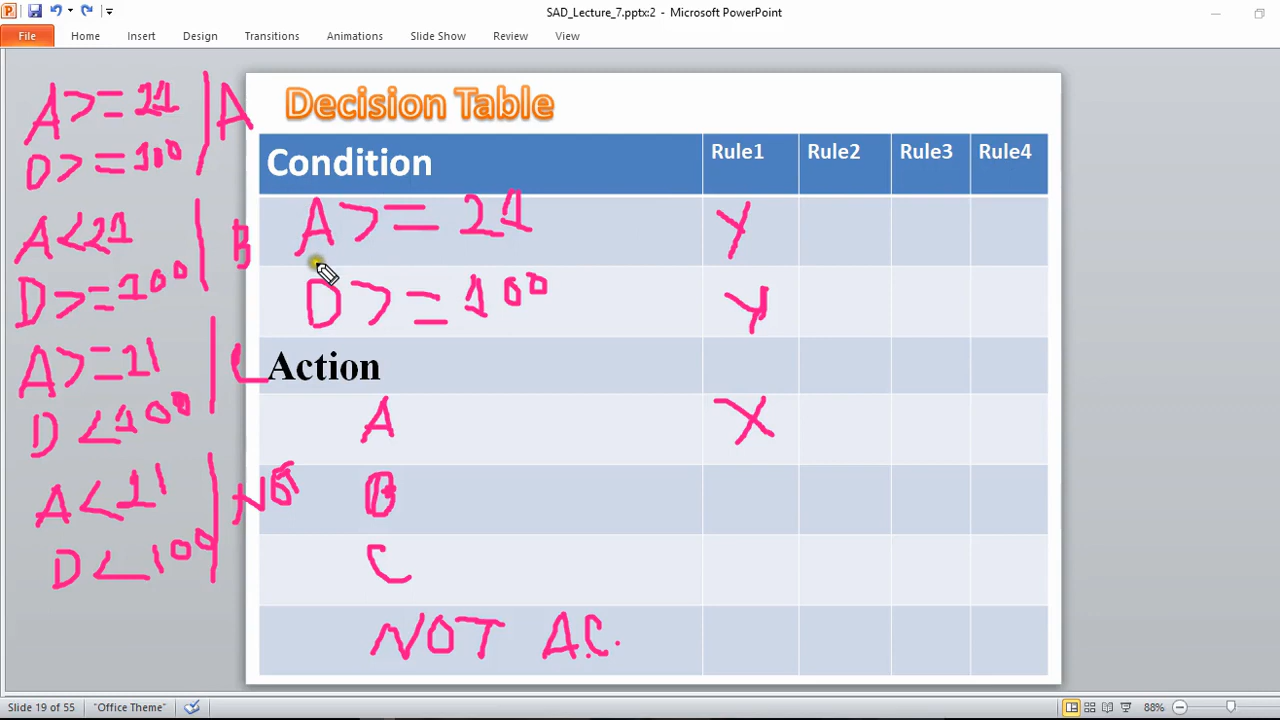 SAD_Lecture_7.pptx:2 - Microsoft PowerPoint
File Home Insert Design Transitions Animations Slide Show Review View
A>=21 | A
D>=100
A<21 | B
D>=100
A>=21 | C
D<100
A<21
D<100
Decision Table
Condition Rule1 Rule2 Rule3 Rule4
A>=21 Y
D>=100 Y
Action
A X
B
C
NOT A.C.
Slide 19 of 55 "Office Theme" 88%